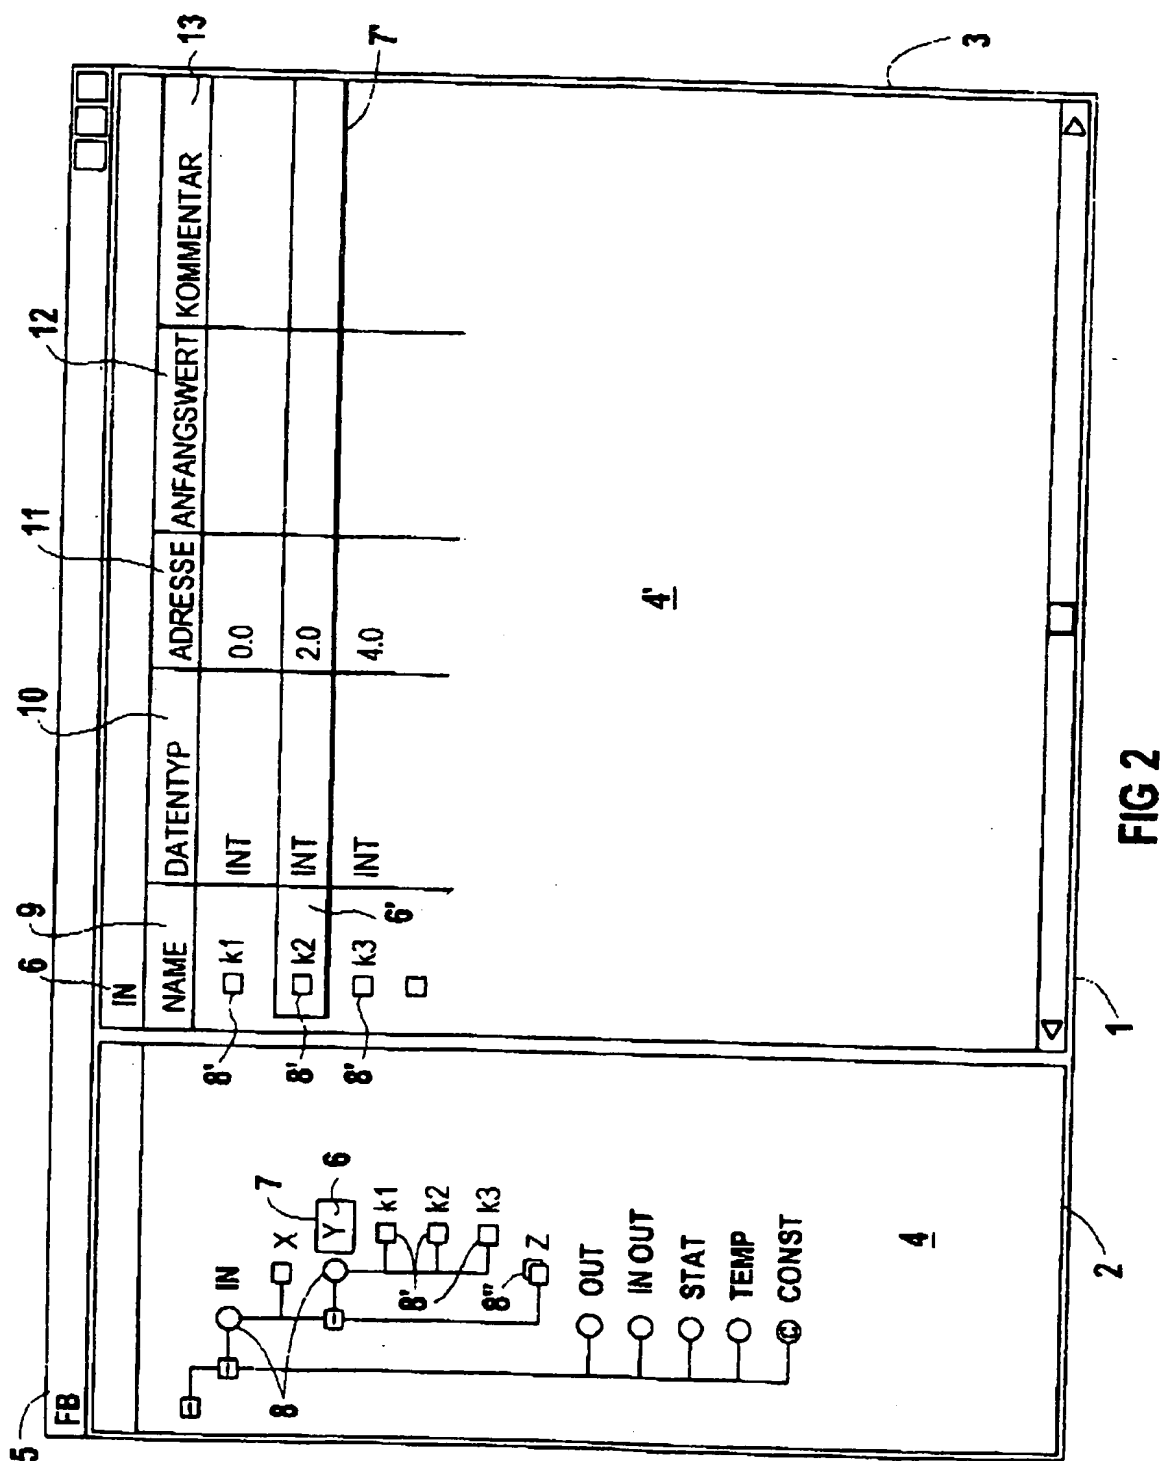 5
FB
6 9 10 11 12 13
IN
NAME DATENTYP ADRESSE ANFANGSWERT KOMMENTAR
8' k1 INT 0.0
8' k2 INT 2.0
6'
7'
8' k3 INT 4.0
IN
X
8
7
Y
6
k1
k2
k3
8'
8"
Z
OUT
IN OUT
STAT
TEMP
C CONST
4
4'
2
1
3
FIG 2